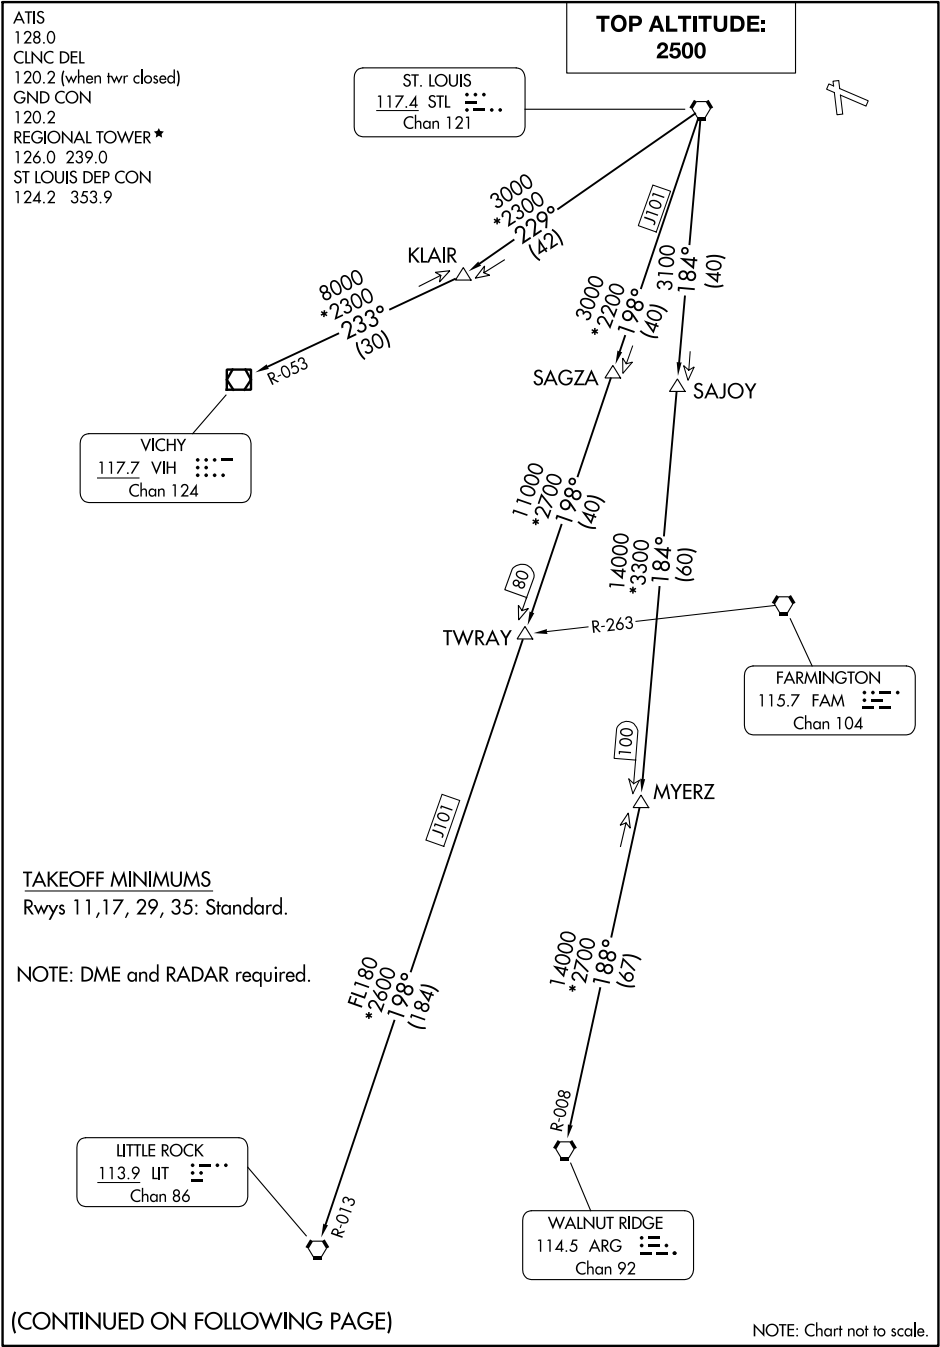 ATIS
128.0
CLNC DEL
120.2 (when twr closed)
GND CON
120.2
REGIONAL TOWER★
126.0 239.0
ST LOUIS DEP CON
124.2 353.9
TOP ALTITUDE:
2500
ST. LOUIS
117.4 STL
Chan 121
3000
*2300
229°
(42)
KLAIR
8000
*2300
233°
(30)
R-053
VICHY
117.7 VIH
Chan 124
J101
3000
*2200
198°
(40)
3100
184°
(40)
SAGZA
SAJOY
11000
*2700
198°
(40)
14000
*3300
184°
(60)
80
TWRAY
R-263
FARMINGTON
115.7 FAM
Chan 104
100
MYERZ
J101
TAKEOFF MINIMUMS
Rwys 11,17, 29, 35: Standard.
NOTE: DME and RADAR required.
FL180
*2600
198°
(184)
14000
*2700
188°
(67)
R-008
LITTLE ROCK
113.9 LIT
Chan 86
R-013
WALNUT RIDGE
114.5 ARG
Chan 92
(CONTINUED ON FOLLOWING PAGE)
NOTE: Chart not to scale.